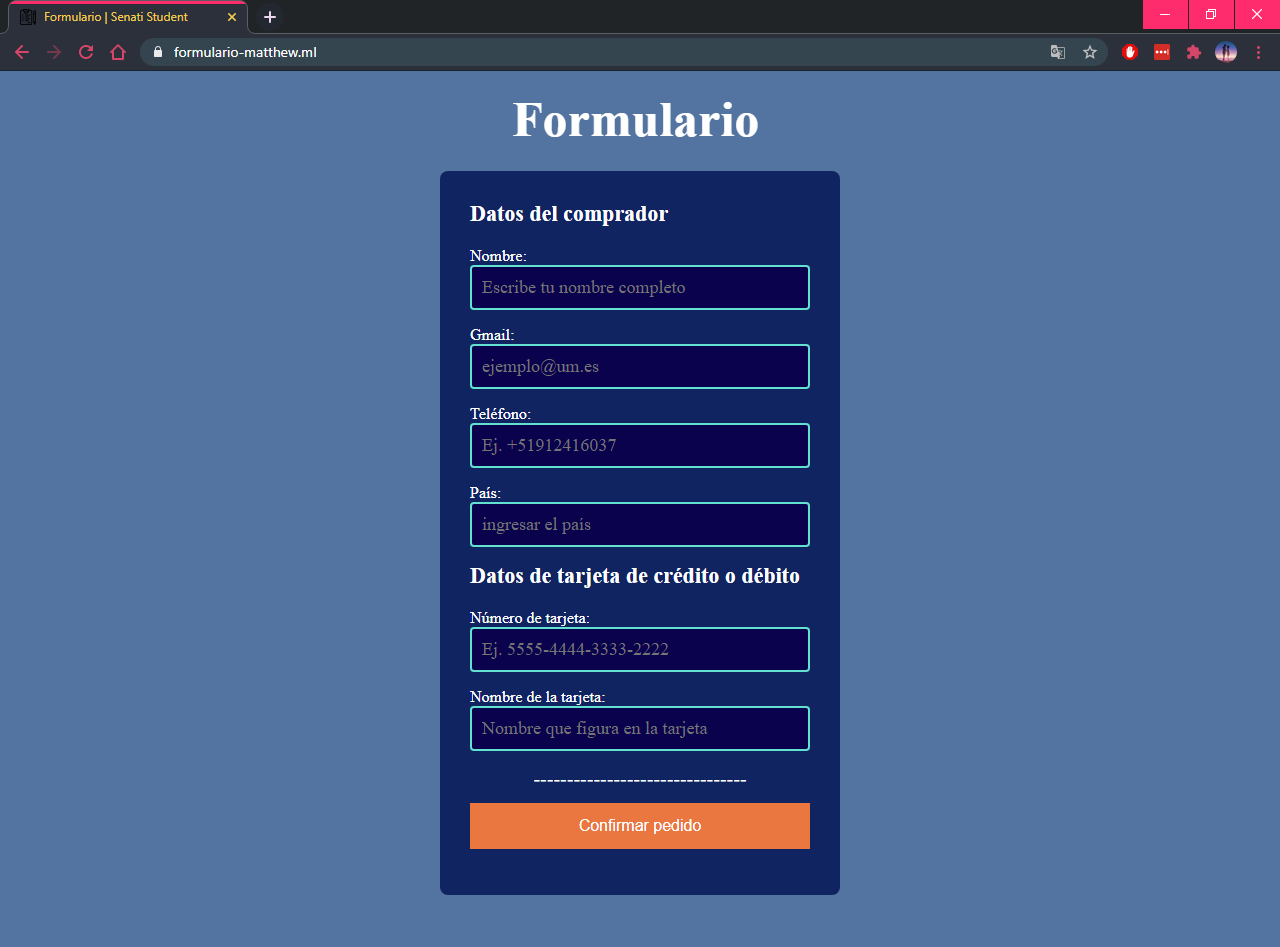 Formulario | Senati Student
formulario-matthew.ml
Formulario
Datos del comprador
Nombre:
Escribe tu nombre completo
Gmail:
ejemplo@um.es
Teléfono:
Ej. +51912416037
País:
ingresar el país
Datos de tarjeta de crédito o débito
Número de tarjeta:
Ej. 5555-4444-3333-2222
Nombre de la tarjeta:
Nombre que figura en la tarjeta
--------------------------------
Confirmar pedido